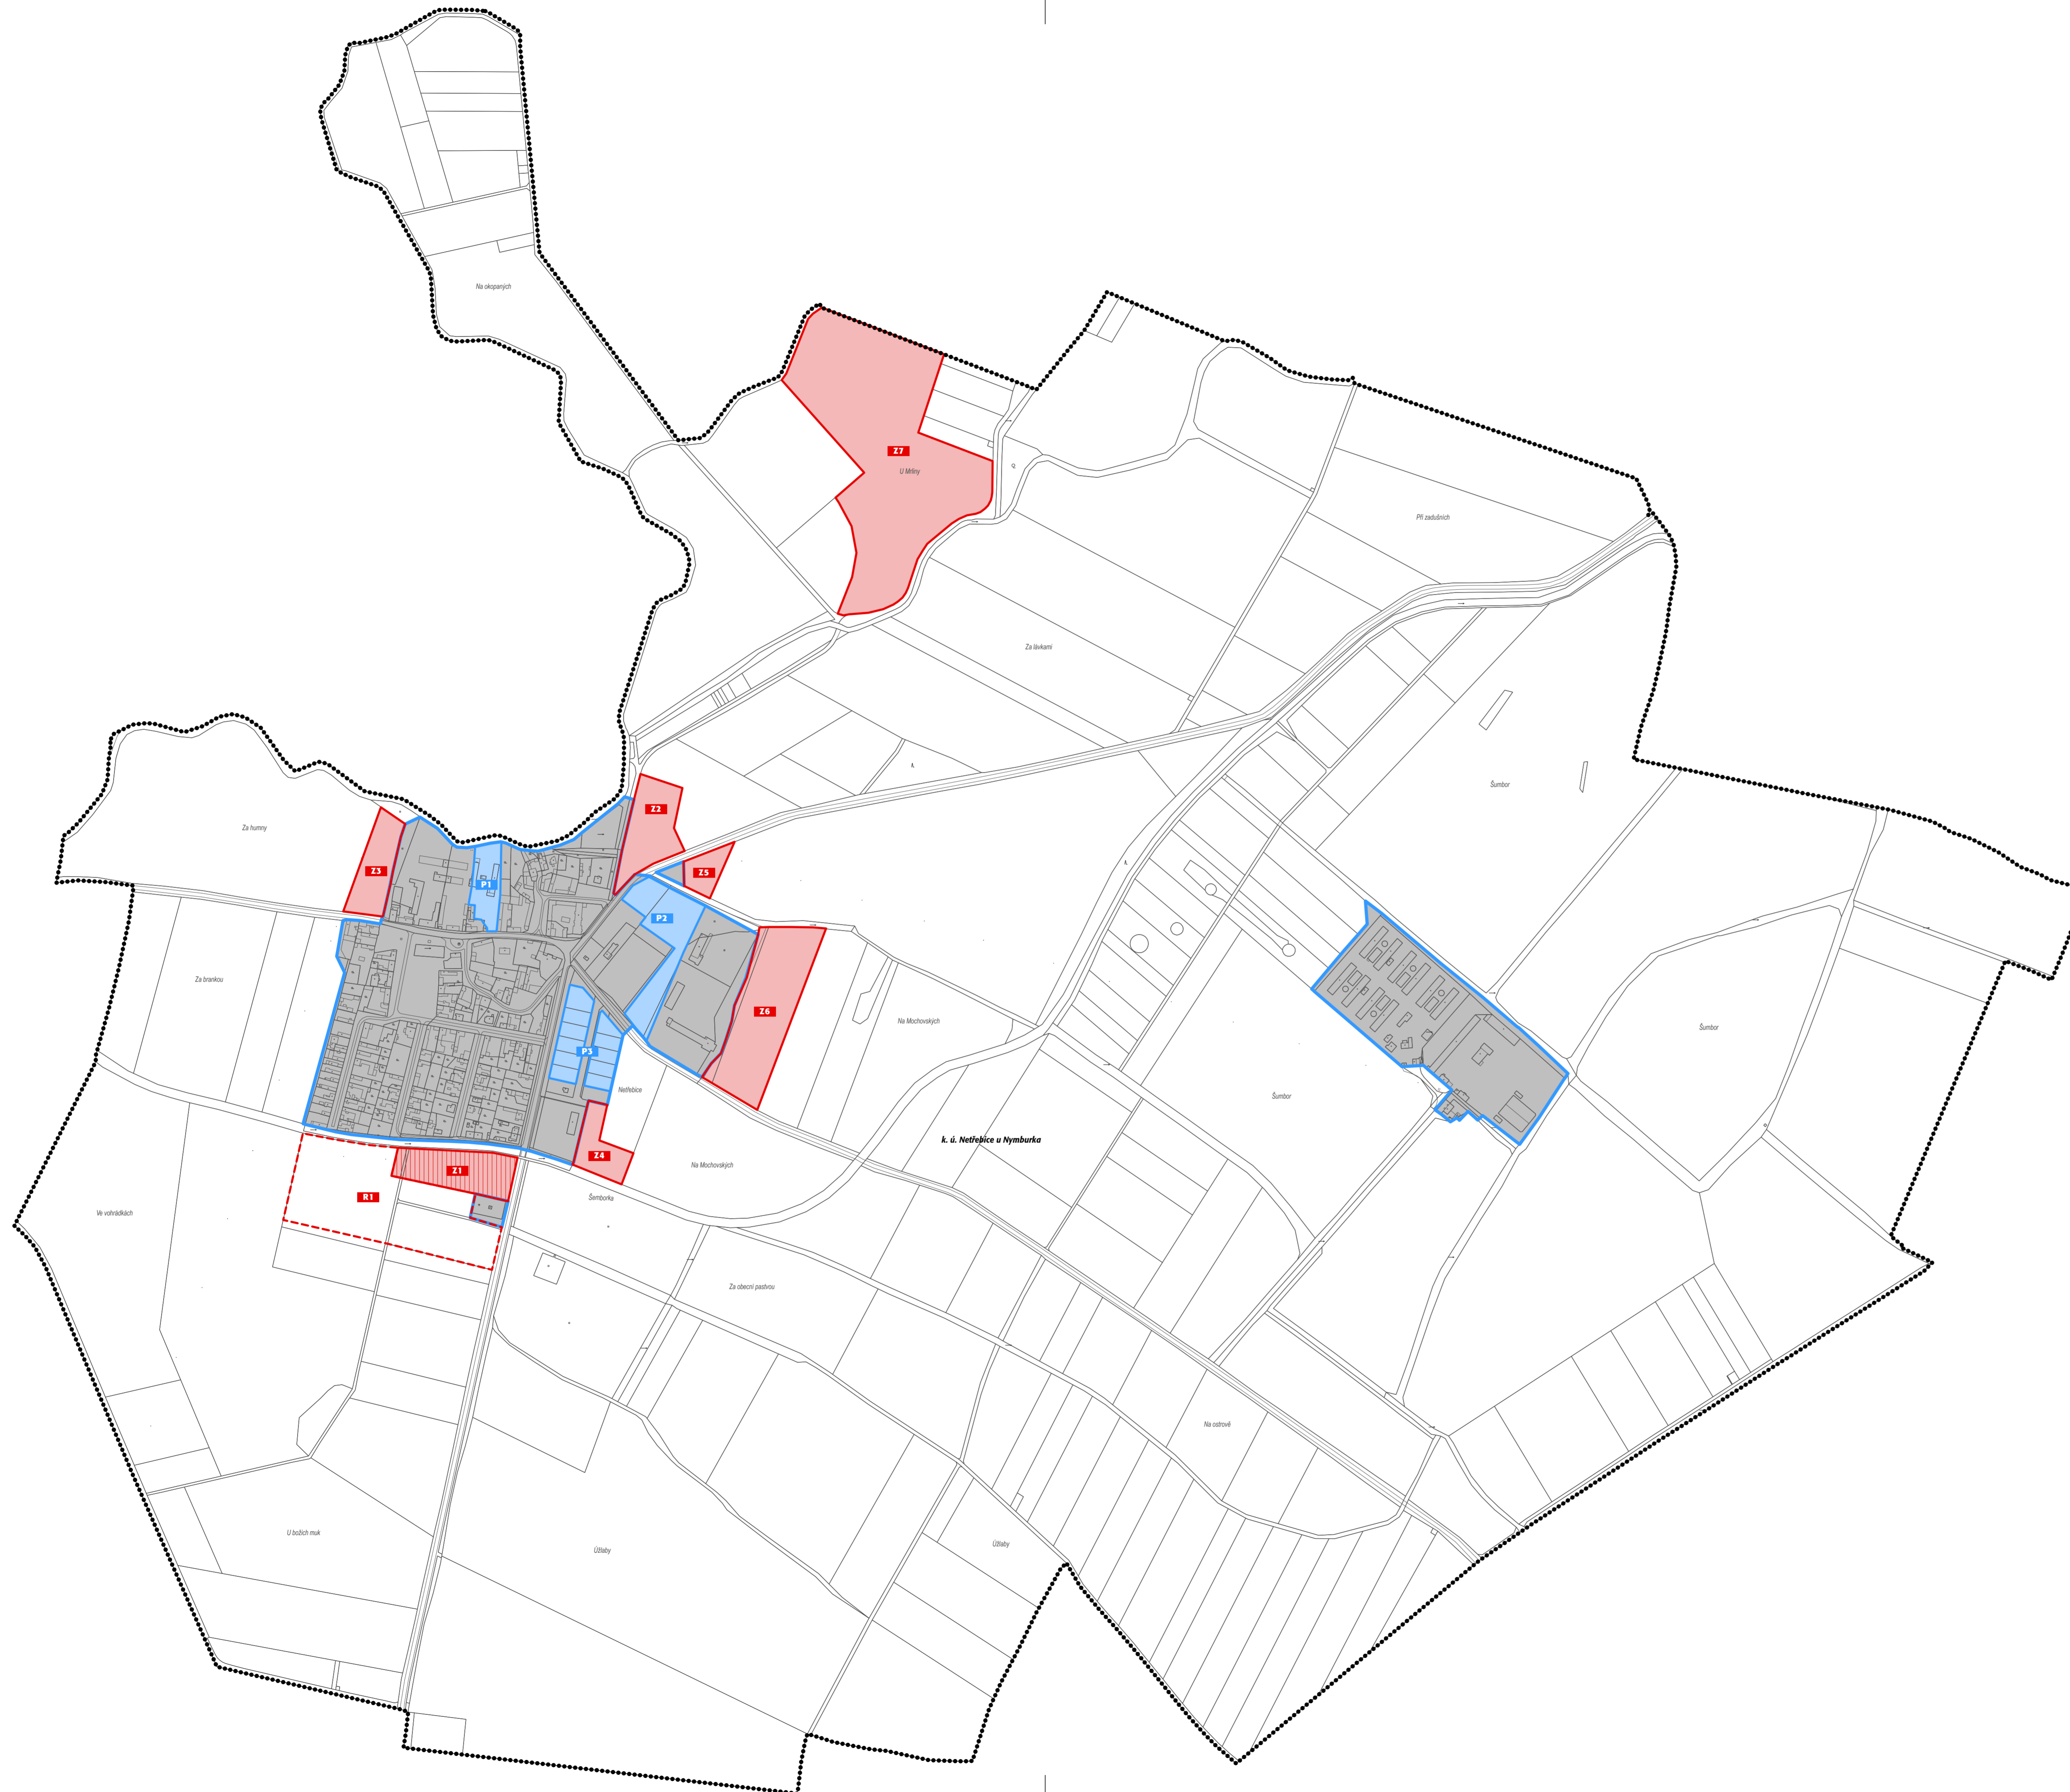 Na okopaných
Z7
U Mrliny
Při zadušních
Za lávkami
Šumbor
Z2
Za humny
Z3
Z5
P1
P2
Za brankou
Z6
Na Mochovských
Šumbor
P3
Netřebice
Šumbor
k. ú. Netřebice u Nymburka
Z4
Na Mochovských
Z1
R1
Šemborka
Ve vohrádkách
Za obecní pastvou
Na ostrově
U božích muk
Úžlaby
Úžlaby